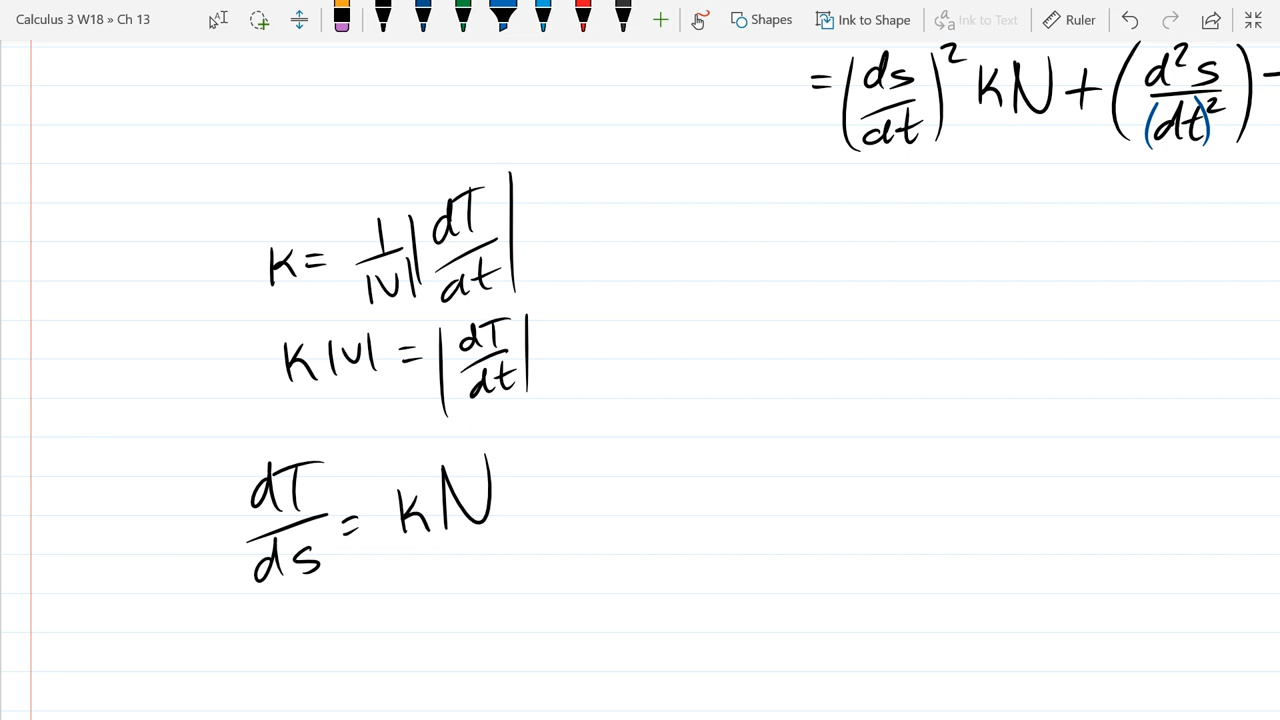 Calculus 3 W18 » Ch 13 Shapes Ink to Shape Ink to Text Ruler
= (ds/dt)² κN + (d²s/(dt)²)
κ = 1/|v| |dT/dt|
κ|v| = |dT/dt|
dT/ds = κN